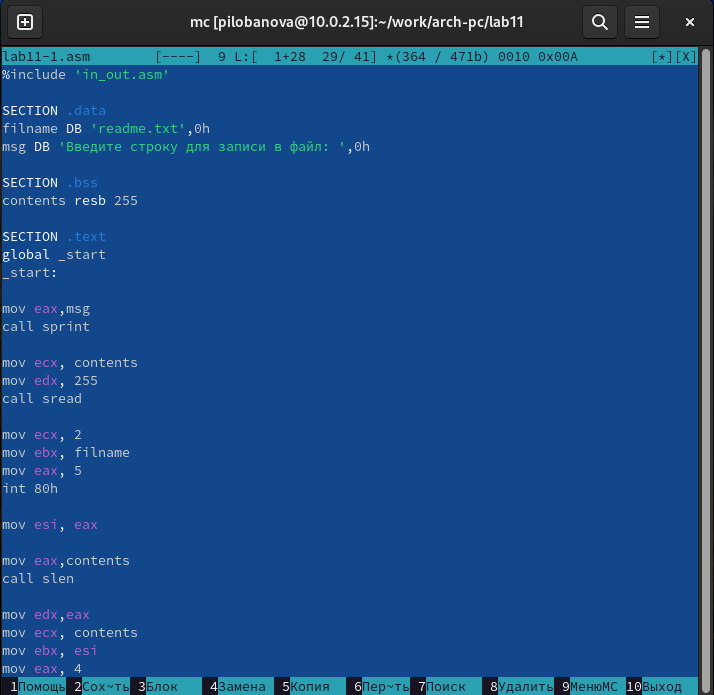 mc [pilobanova@10.0.2.15]:~/work/arch-pc/lab11
lab11-1.asm [----] 9 L:[ 1+28 29/ 41] *(364 / 471b) 0010 0x00A [*][X]
%include 'in_out.asm'
SECTION .data
filname DB 'readme.txt',0h
msg DB 'Введите строку для записи в файл: ',0h
SECTION .bss
contents resb 255
SECTION .text
global _start
_start:
mov eax,msg
call sprint
mov ecx, contents
mov edx, 255
call sread
mov ecx, 2
mov ebx, filname
mov eax, 5
int 80h
mov esi, eax
mov eax,contents
call slen
mov edx,eax
mov ecx, contents
mov ebx, esi
mov eax, 4
1Помощь 2Сох~ть 3Блок 4Замена 5Копия 6Пер~ть 7Поиск 8Удалить 9МенюMC 10Выход